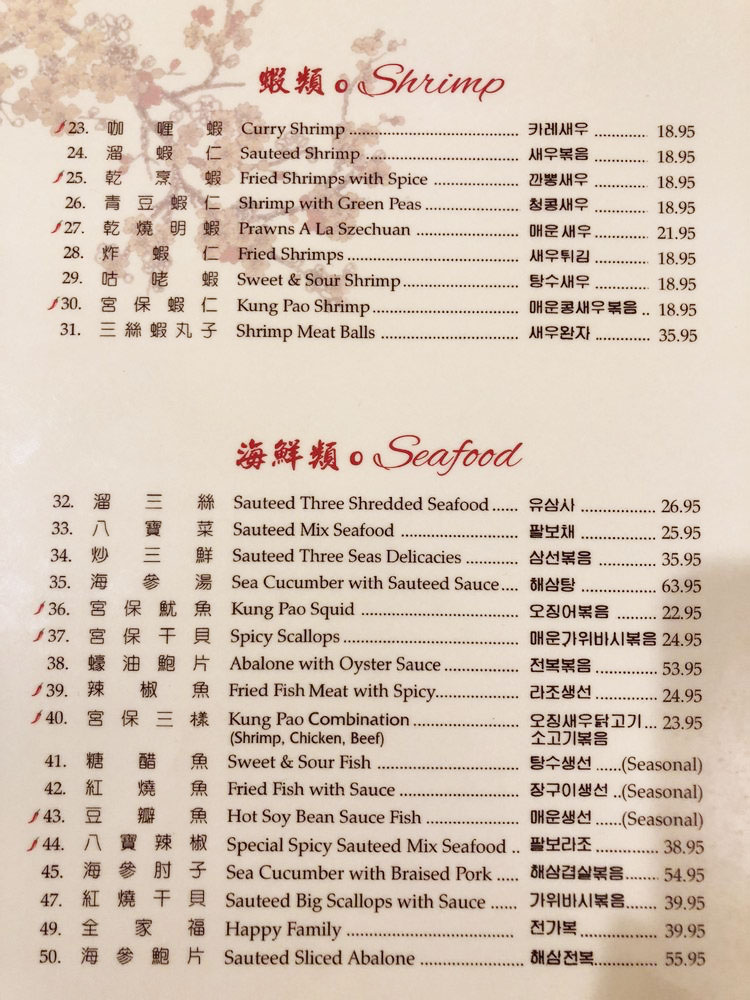 蝦類 Shrimp
23. 咖喱蝦 Curry Shrimp 카레새우 18.95
24. 溜蝦仁 Sauteed Shrimp 새우볶음 18.95
25. 乾烹蝦 Fried Shrimps with Spice 깐뽕새우 18.95
26. 青豆蝦仁 Shrimp with Green Peas 청콩새우 18.95
27. 乾燒明蝦 Prawns A La Szechuan 매운새우 21.95
28. 炸蝦仁 Fried Shrimps 새우튀김 18.95
29. 咕咾蝦 Sweet & Sour Shrimp 탕수새우 18.95
30. 宮保蝦仁 Kung Pao Shrimp 매운콩새우볶음 18.95
31. 三絲蝦丸子 Shrimp Meat Balls 새우완자 35.95
海鮮類 Seafood
32. 溜三絲 Sauteed Three Shredded Seafood 유삼사 26.95
33. 八寶菜 Sauteed Mix Seafood 팔보채 25.95
34. 炒三鮮 Sauteed Three Seas Delicacies 삼선볶음 35.95
35. 海參湯 Sea Cucumber with Sauteed Sauce 해삼탕 63.95
36. 宮保魷魚 Kung Pao Squid 오징어볶음 22.95
37. 宮保干貝 Spicy Scallops 매운가위바시볶음 24.95
38. 蠔油鮑片 Abalone with Oyster Sauce 전복볶음 53.95
39. 辣椒魚 Fried Fish Meat with Spicy 라조생선 24.95
40. 宮保三樣 Kung Pao Combination 오징새우닭고기 23.95
(Shrimp, Chicken, Beef) 소고기볶음
41. 糖醋魚 Sweet & Sour Fish 탕수생선 (Seasonal)
42. 紅燒魚 Fried Fish with Sauce 장구이생선 (Seasonal)
43. 豆瓣魚 Hot Soy Bean Sauce Fish 매운생선 (Seasonal)
44. 八寶辣椒 Special Spicy Sauteed Mix Seafood 팔보라조 38.95
45. 海參肘子 Sea Cucumber with Braised Pork 해삼겹살볶음 54.95
47. 紅燒干貝 Sauteed Big Scallops with Sauce 가위바시볶음 39.95
49. 全家福 Happy Family 전가복 39.95
50. 海參鮑片 Sauteed Sliced Abalone 해삼전복 55.95